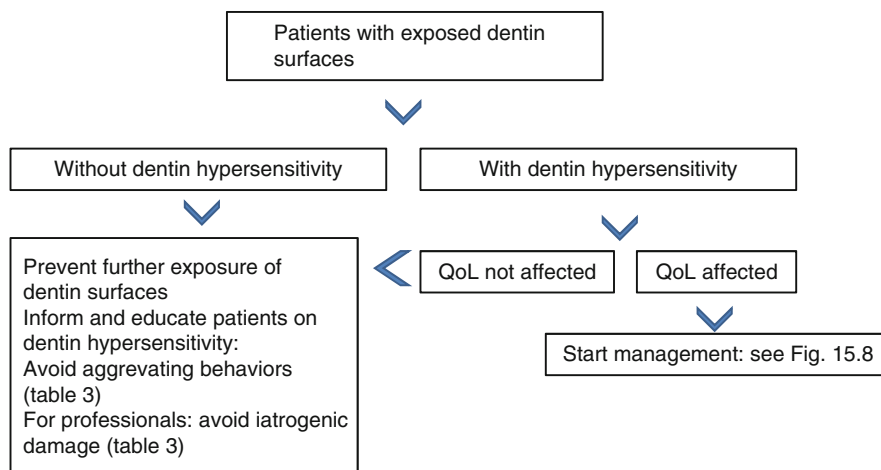 Patients with exposed dentin
surfaces
Without dentin hypersensitivity
With dentin hypersensitivity
Prevent further exposure of
dentin surfaces
Inform and educate patients on
dentin hypersensitivity:
Avoid aggrevating behaviors
(table 3)
For professionals: avoid iatrogenic
damage (table 3)
QoL not affected
QoL affected
Start management: see Fig. 15.8